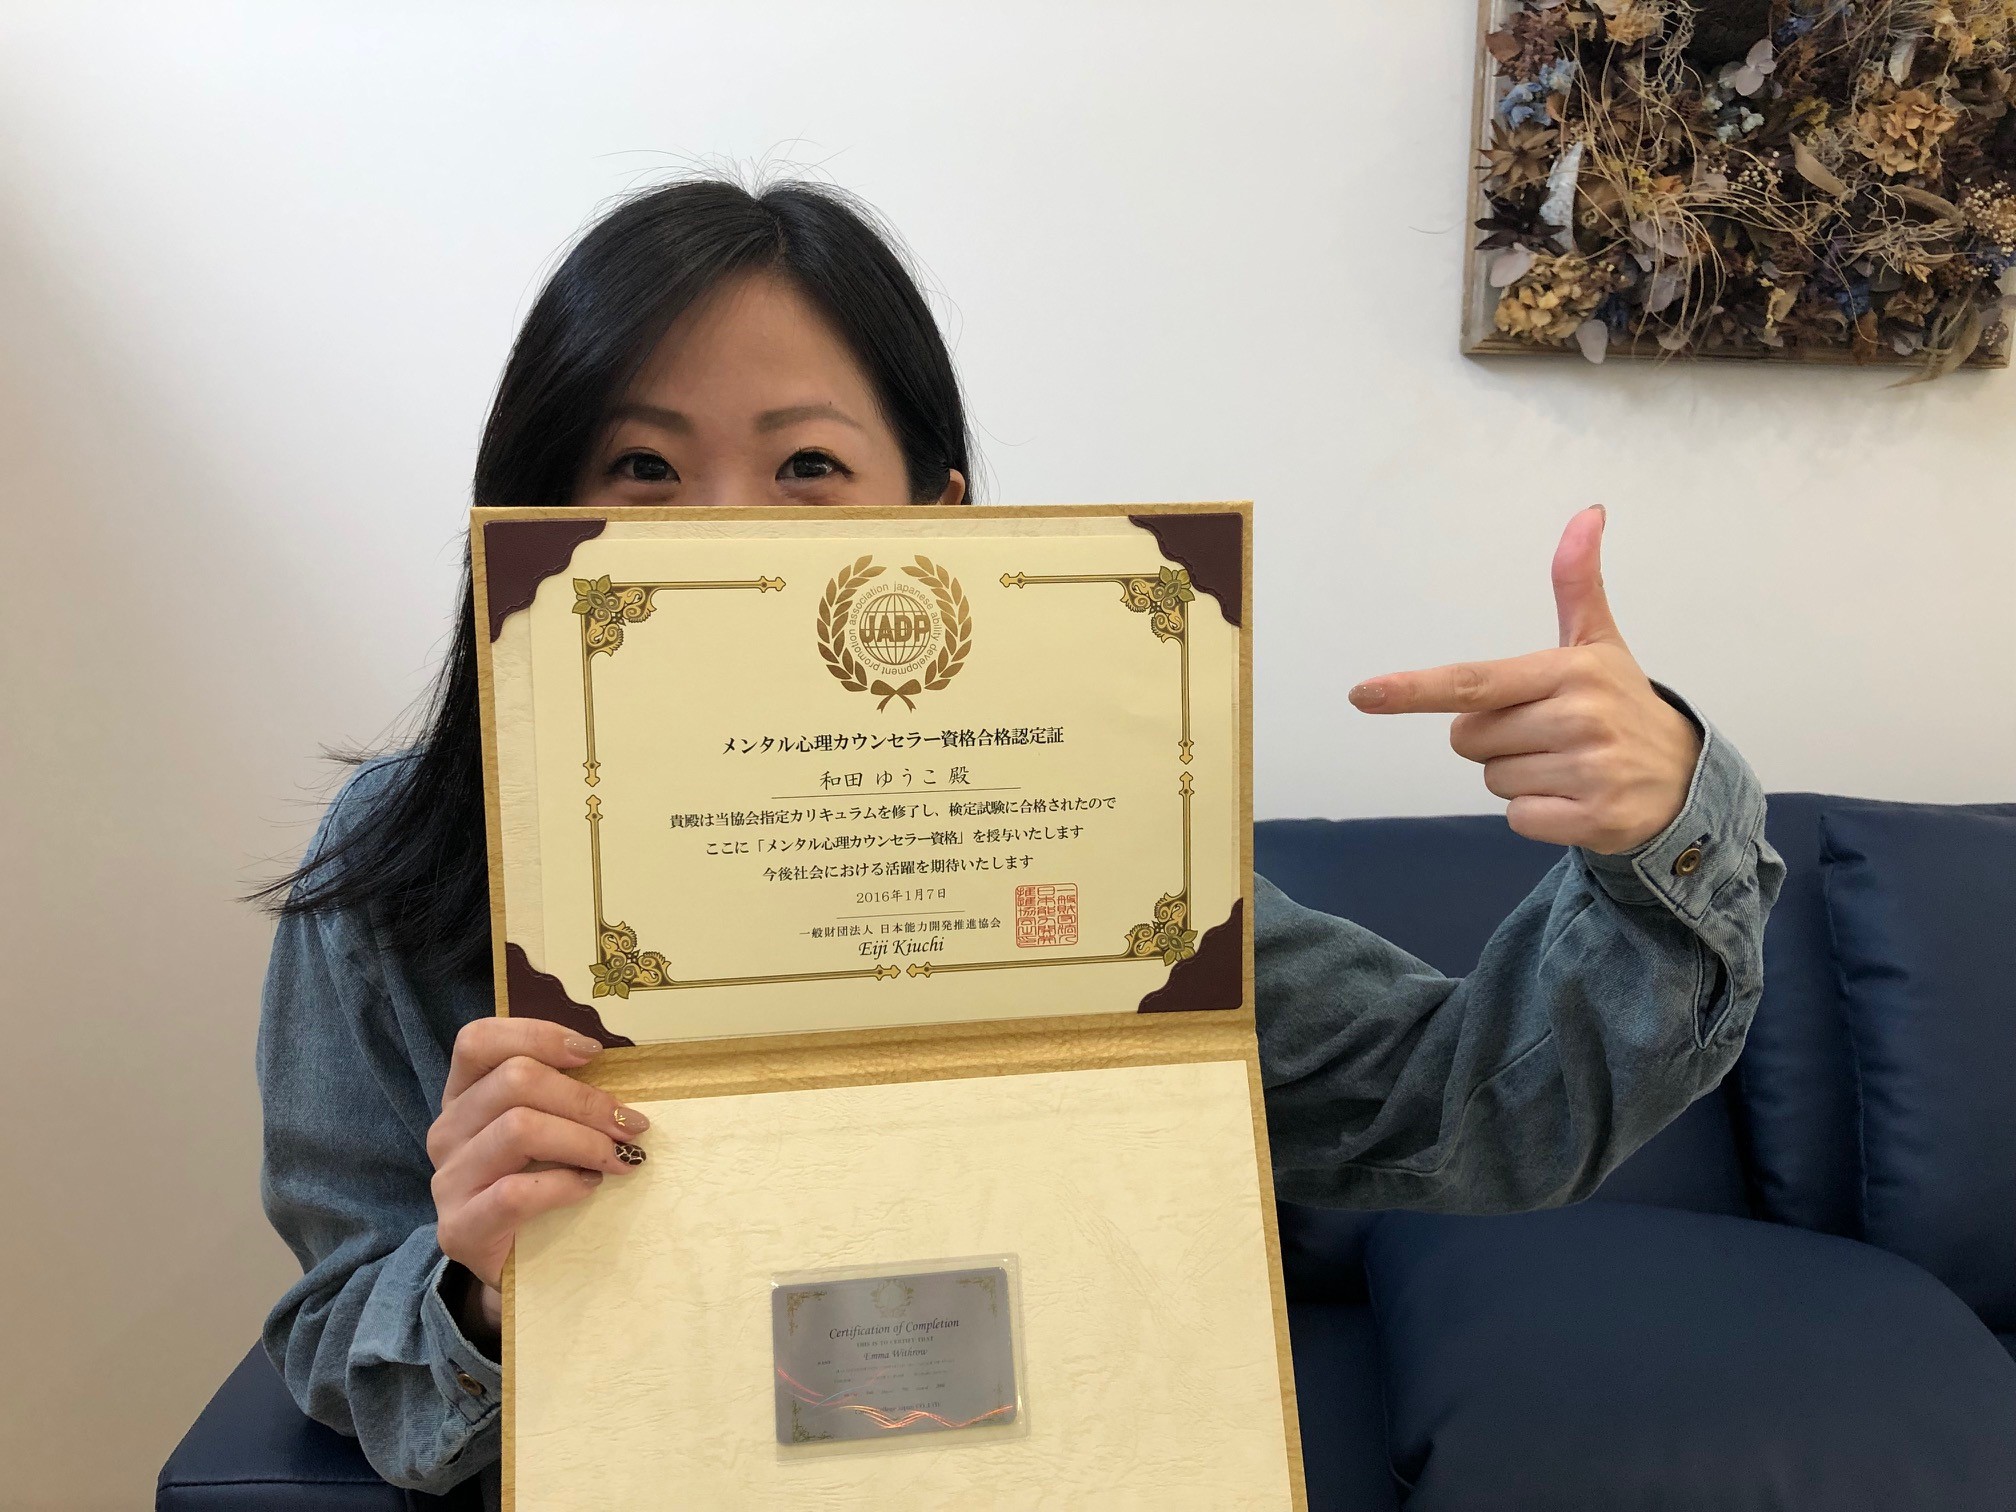 japanese ability development promotion association
JADP
メンタル心理カウンセラー資格合格認定証
和田 ゆうこ 殿
貴殿は当協会指定カリキュラムを修了し、検定試験に合格されたので
ここに「メンタル心理カウンセラー資格」を授与いたします
今後社会における活躍を期待いたします
2016年1月7日
一般財団法人 日本能力開発推進協会
Eiji Kiuchi
Certification of Completion
THIS IS TO CERTIFY THAT
Emma Withrow